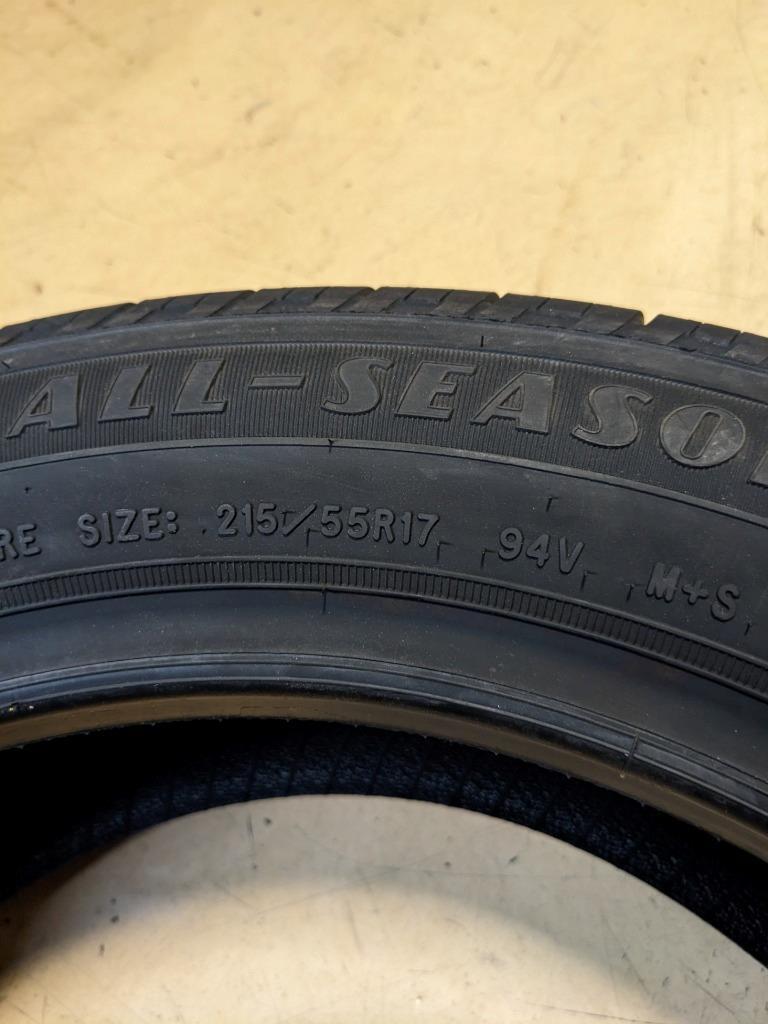 ALL-SEASO
RE SIZE: 215/55R17 94V M+S